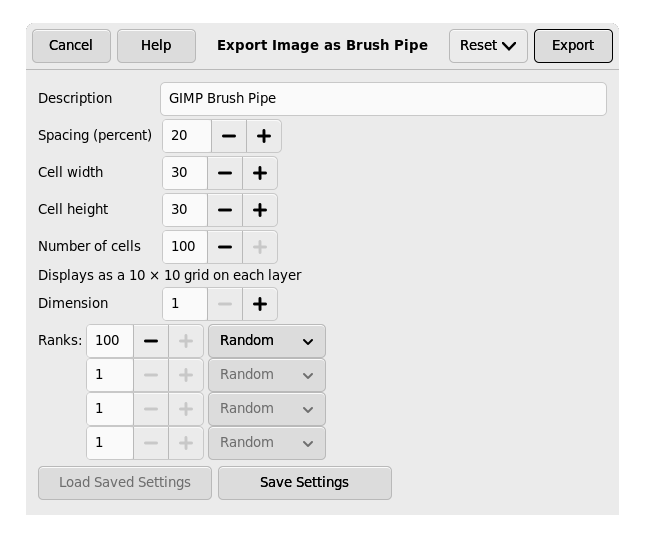 Cancel Help Export Image as Brush Pipe Reset Export
Description GIMP Brush Pipe
Spacing (percent) 20
Cell width 30
Cell height 30
Number of cells 100
Displays as a 10 × 10 grid on each layer
Dimension 1
Ranks: 100 Random
1 Random
1 Random
1 Random
Load Saved Settings Save Settings